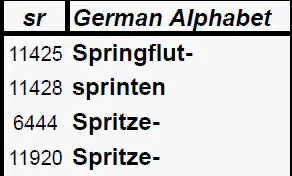 sr German Alphabet
11425 Springflut-
11428 sprinten
6444 Spritze-
11920 Spritze-